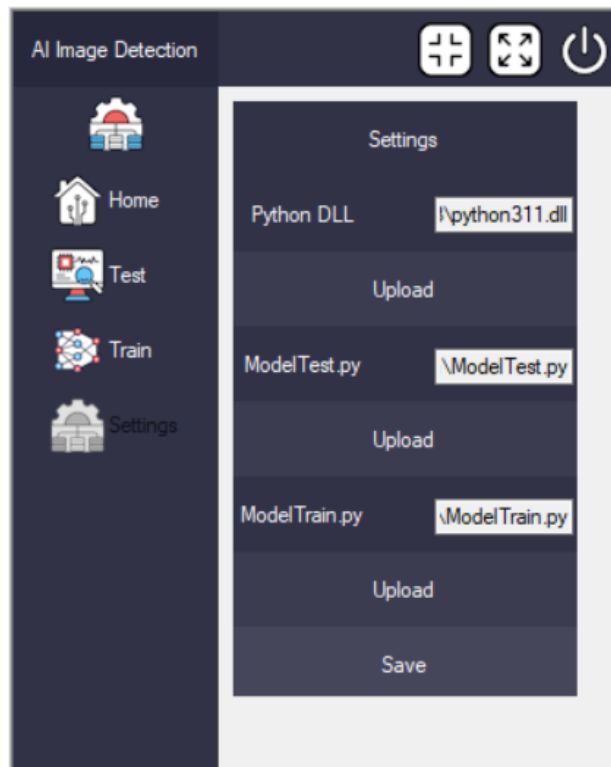 AI Image Detection
Home
Test
Train
Settings
Settings
Python DLL
\python311.dll
Upload
ModelTest.py
\ModelTest.py
Upload
ModelTrain.py
\ModelTrain.py
Upload
Save